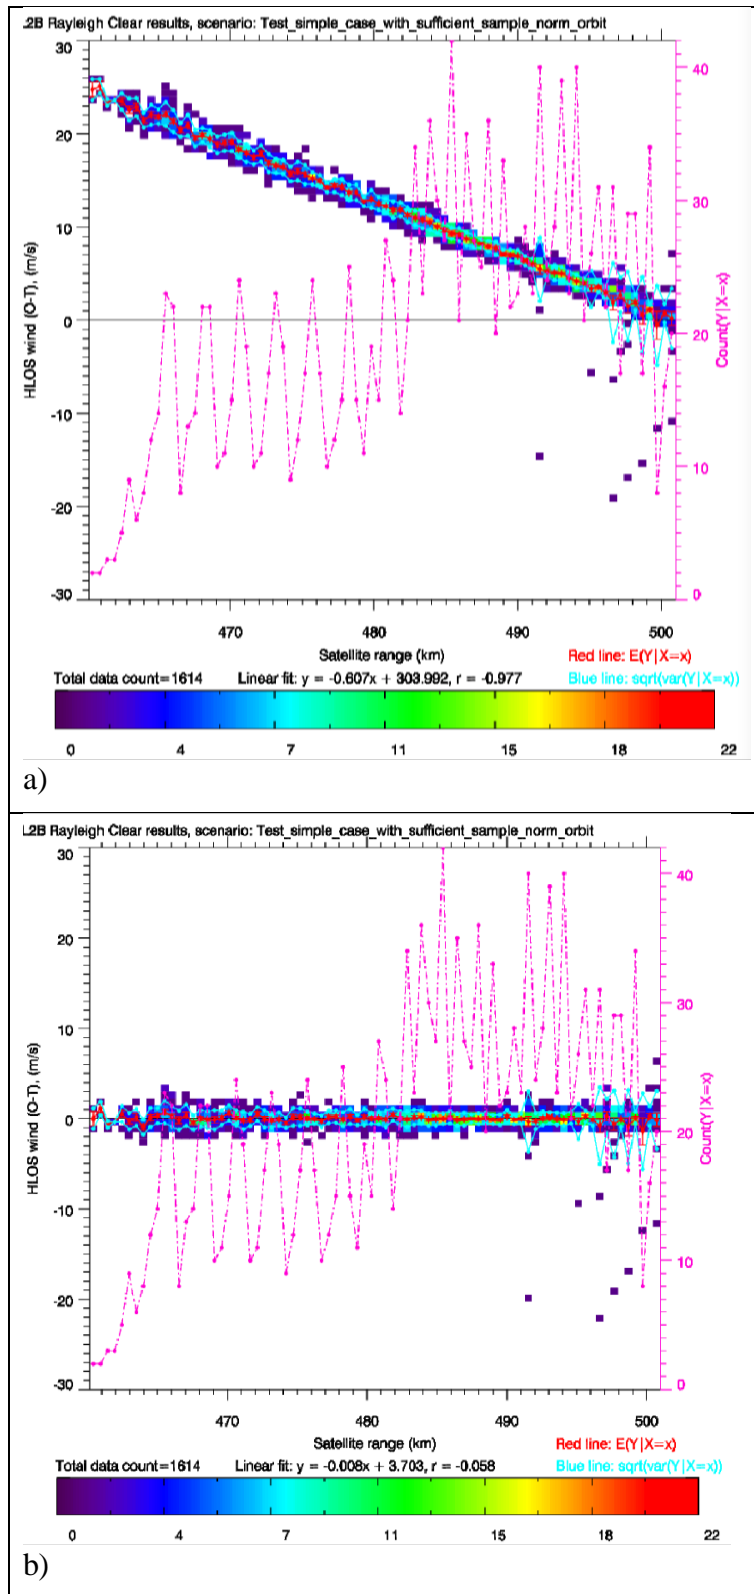 .2B Rayleigh Clear results, scenario: Test_simple_case_with_sufficient_sample_norm_orbit
30
20
10
0
-10
-20
-30
HLOS wind (O-T), (m/s)
40
30
20
10
0
Count(Y|X=x)
470 480 490 500
Satellite range (km)
Red line: E(Y|X=x)
Total data count=1614 Linear fit: y = -0.607x + 303.992, r = -0.977 Blue line: sqrt(var(Y|X=x))
0 4 7 11 15 18 22
a)
L2B Rayleigh Clear results, scenario: Test_simple_case_with_sufficient_sample_norm_orbit
30
20
10
0
-10
-20
-30
HLOS wind (O-T), (m/s)
40
30
20
10
0
Count(Y|X=x)
470 480 490 500
Satellite range (km)
Red line: E(Y|X=x)
Total data count=1614 Linear fit: y = -0.008x + 3.703, r = -0.058 Blue line: sqrt(var(Y|X=x))
0 4 7 11 15 18 22
b)